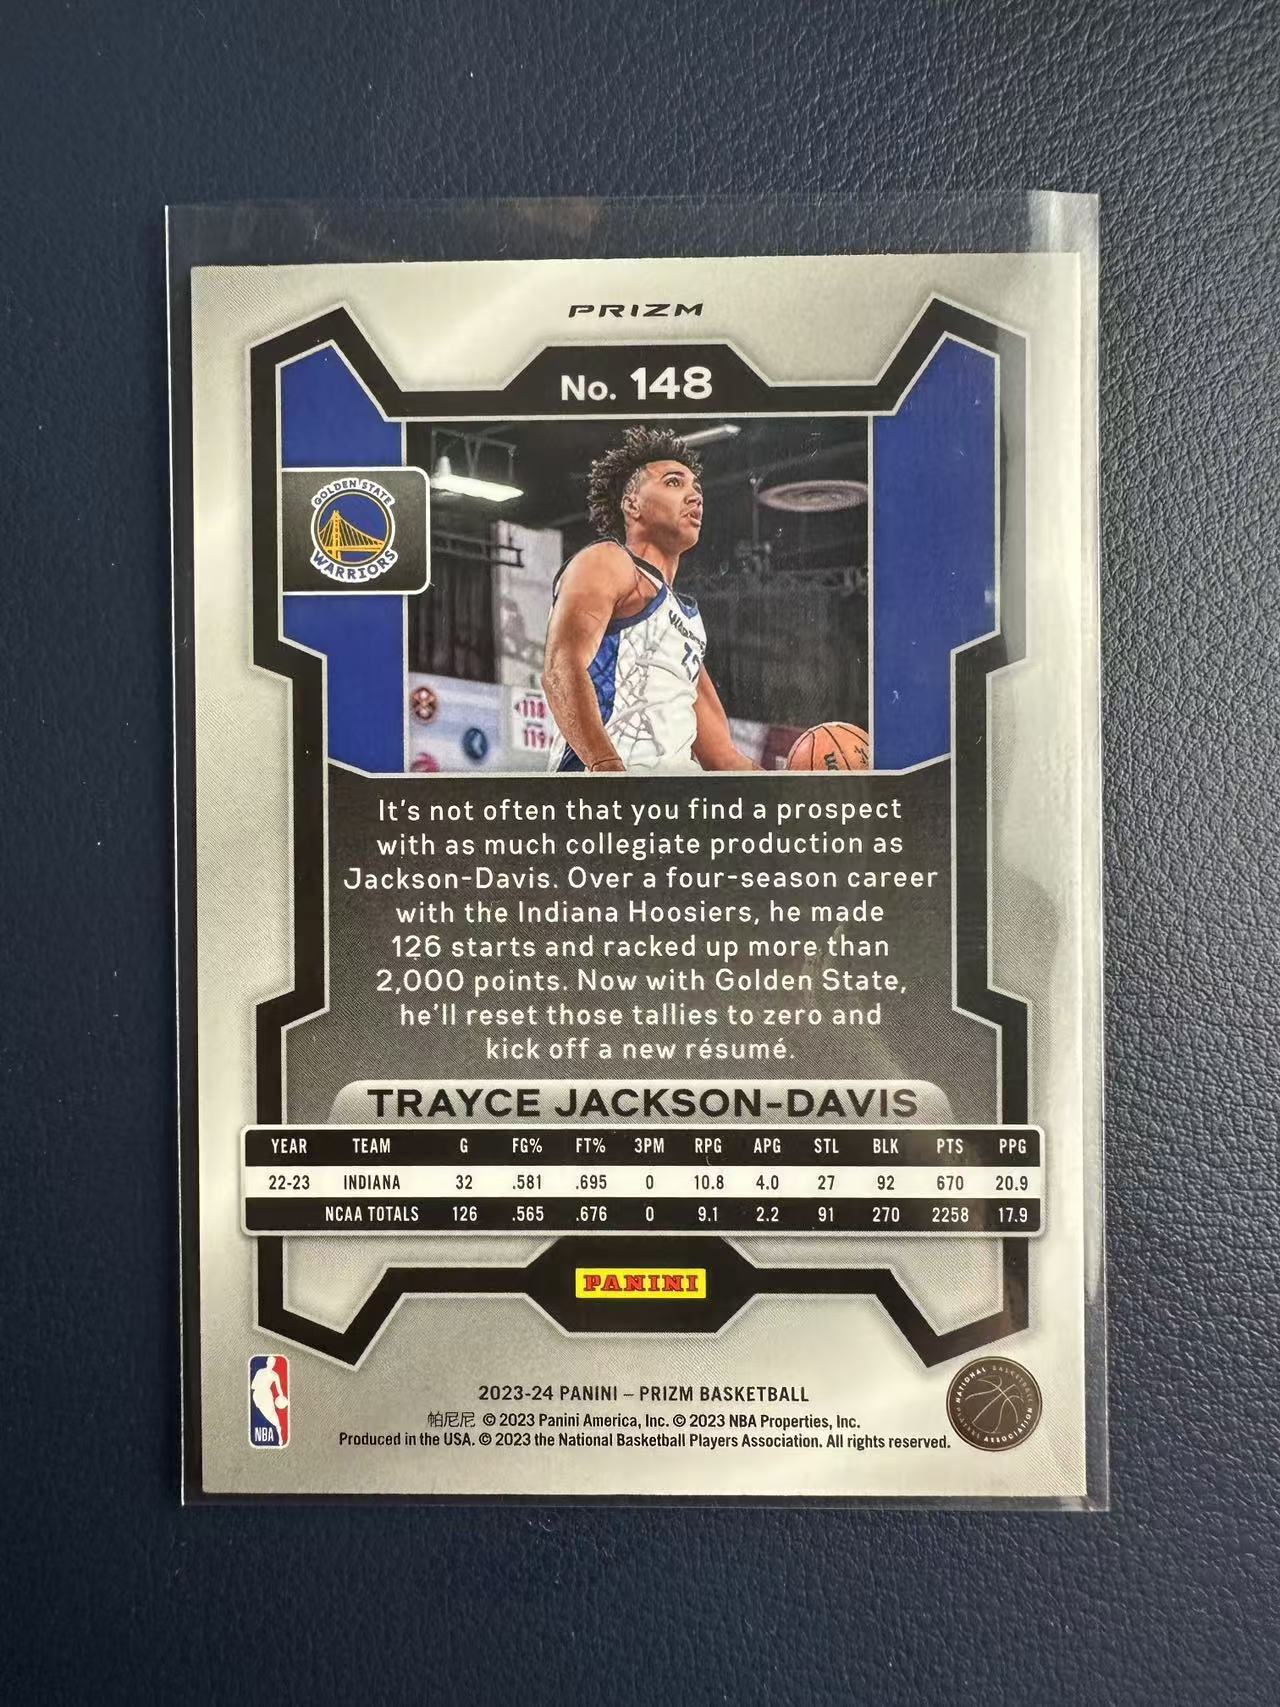 PRIZM
No. 148
GOLDEN STATE
WARRIORS
118
119
It's not often that you find a prospect
with as much collegiate production as
Jackson-Davis. Over a four-season career
with the Indiana Hoosiers, he made
126 starts and racked up more than
2,000 points. Now with Golden State,
he'll reset those tallies to zero and
kick off a new résumé.
TRAYCE JACKSON-DAVIS
YEAR TEAM G FG% FT% 3PM RPG APG STL BLK PTS PPG
22-23 INDIANA 32 .581 .695 0 10.8 4.0 27 92 670 20.9
NCAA TOTALS 126 .565 .676 0 9.1 2.2 91 270 2258 17.9
PANINI
NBA
2023-24 PANINI – PRIZM BASKETBALL
帕尼尼 © 2023 Panini America, Inc. © 2023 NBA Properties, Inc.
Produced in the USA. © 2023 the National Basketball Players Association. All rights reserved.
NATIONAL BASKETBALL
PLAYERS ASSOCIATION